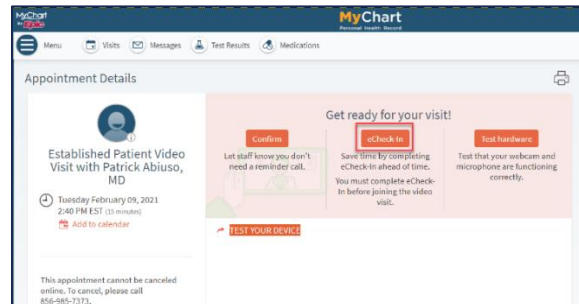 MyChart
by Epic
MyChart
Personal Health Record
Menu
Visits
Messages
Test Results
Medications
Appointment Details
Established Patient Video
Visit with Patrick Abiuso,
MD
Tuesday February 09, 2021
2:40 PM EST (15 minutes)
Add to calendar
This appointment cannot be canceled
online. To cancel, please call
856-985-7373.
Get ready for your visit!
Confirm
Let staff know you don't
need a reminder call.
eCheck-In
Save time by completing
eCheck-In ahead of time.
You must complete eCheck-
In before joining the video
visit.
Test hardware
Test that your webcam and
microphone are functioning
correctly.
TEST YOUR DEVICE